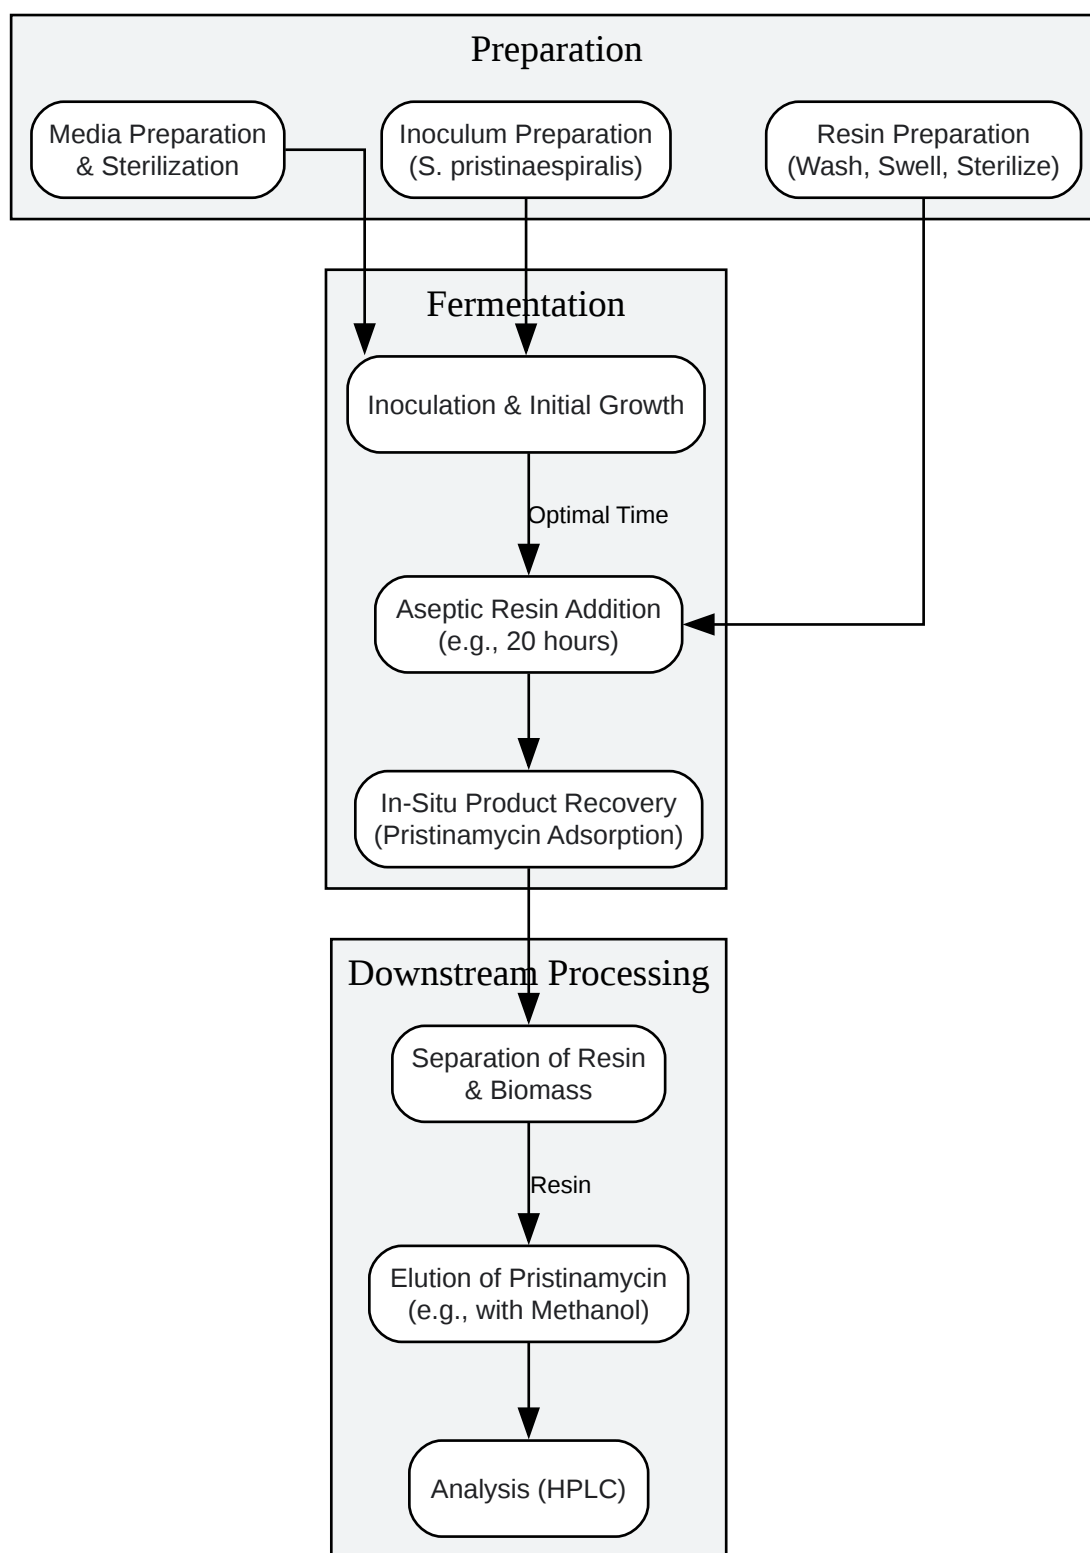 Preparation
Media Preparation
& Sterilization
Inoculum Preparation
(S. pristinaespiralis)
Resin Preparation
(Wash, Swell, Sterilize)
Fermentation
Inoculation & Initial Growth
Optimal Time
Aseptic Resin Addition
(e.g., 20 hours)
In-Situ Product Recovery
(Pristinamycin Adsorption)
Downstream Processing
Separation of Resin
& Biomass
Resin
Elution of Pristinamycin
(e.g., with Methanol)
Analysis (HPLC)